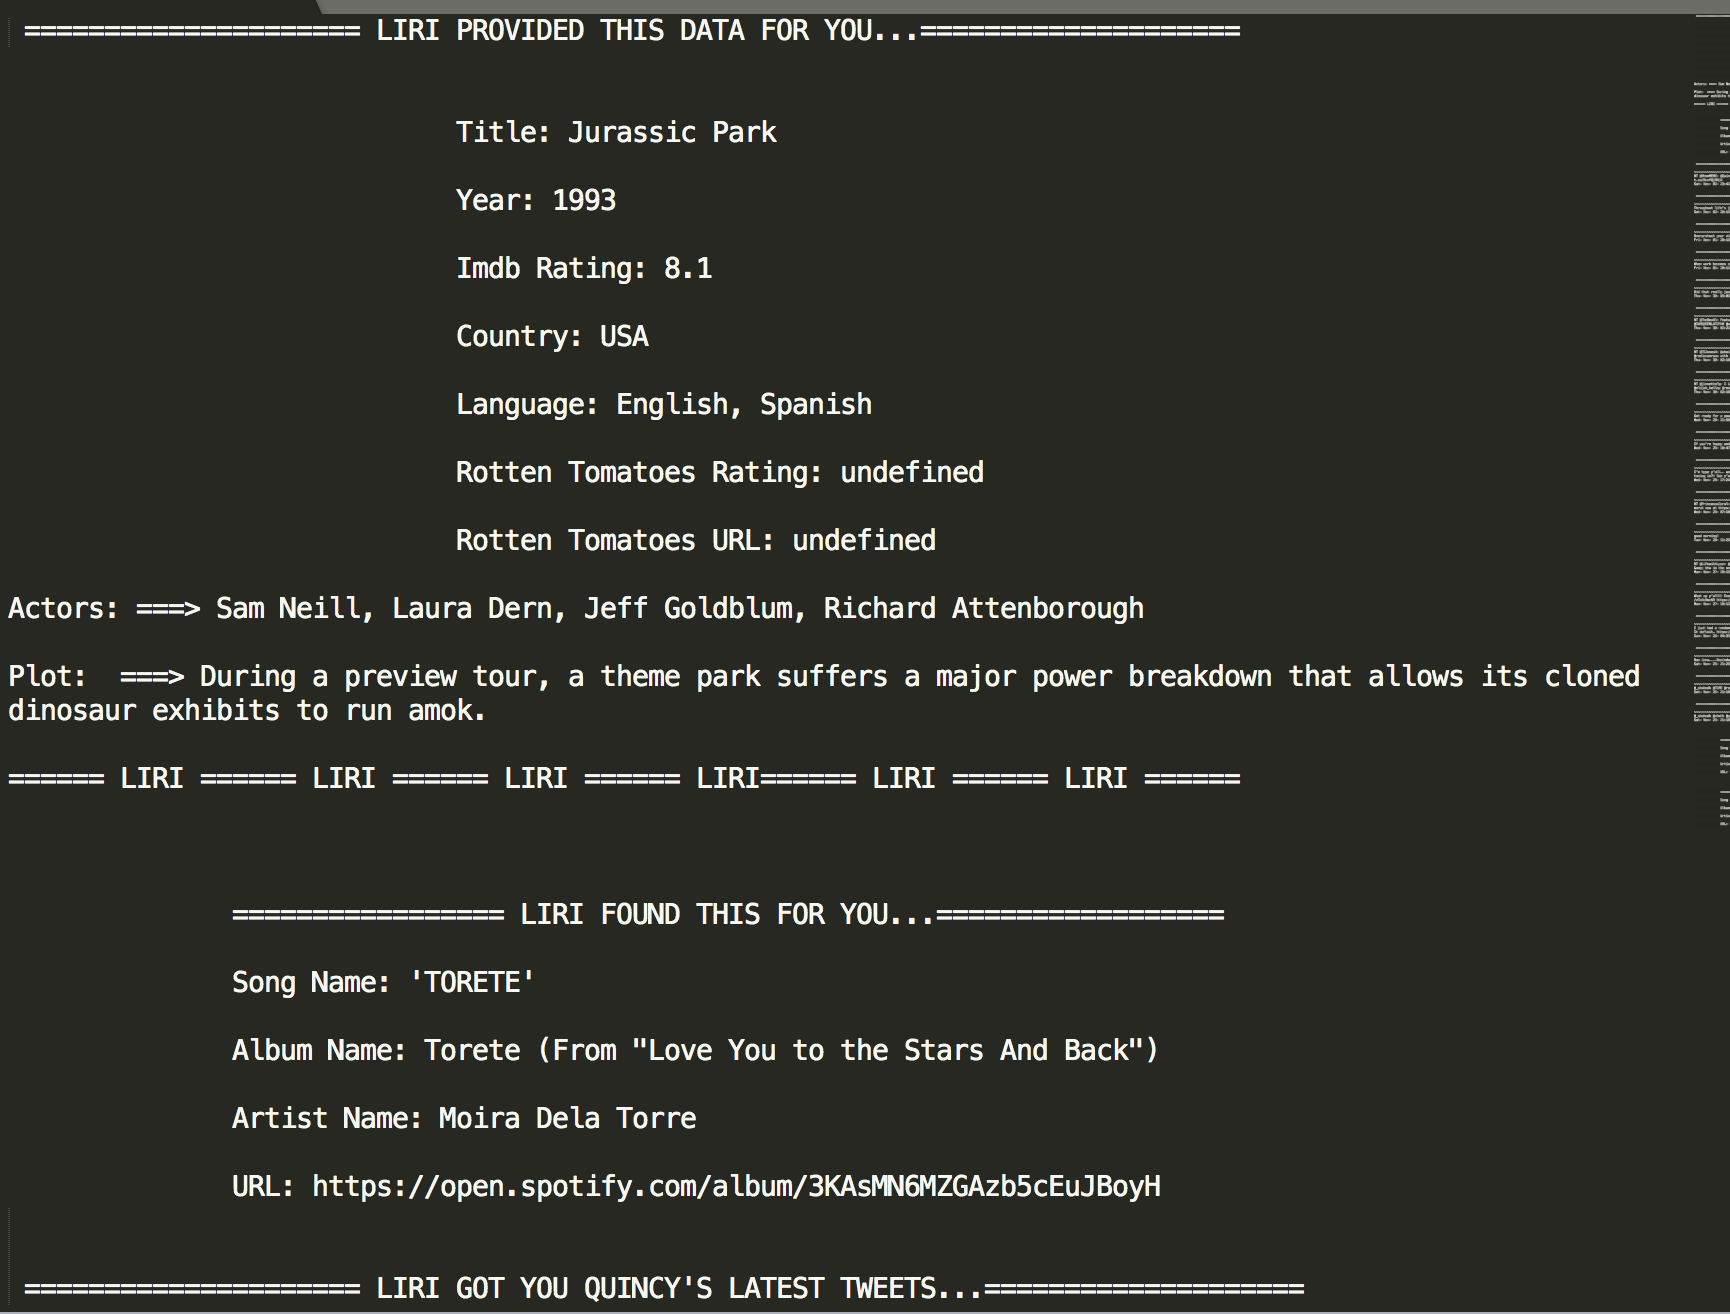 ===================== LIRI PROVIDED THIS DATA FOR YOU...====================
Title: Jurassic Park
Year: 1993
Imdb Rating: 8.1
Country: USA
Language: English, Spanish
Rotten Tomatoes Rating: undefined
Rotten Tomatoes URL: undefined
Actors: ===> Sam Neill, Laura Dern, Jeff Goldblum, Richard Attenborough
Plot:  ===> During a preview tour, a theme park suffers a major power breakdown that allows its cloned
dinosaur exhibits to run amok.
====== LIRI ====== LIRI ====== LIRI ====== LIRI====== LIRI ====== LIRI ======
================= LIRI FOUND THIS FOR YOU...==================
Song Name: 'TORETE'
Album Name: Torete (From "Love You to the Stars And Back")
Artist Name: Moira Dela Torre
URL: https://open.spotify.com/album/3KAsMN6MZGAzb5cEuJBoyH
===================== LIRI GOT YOU QUINCY'S LATEST TWEETS...====================